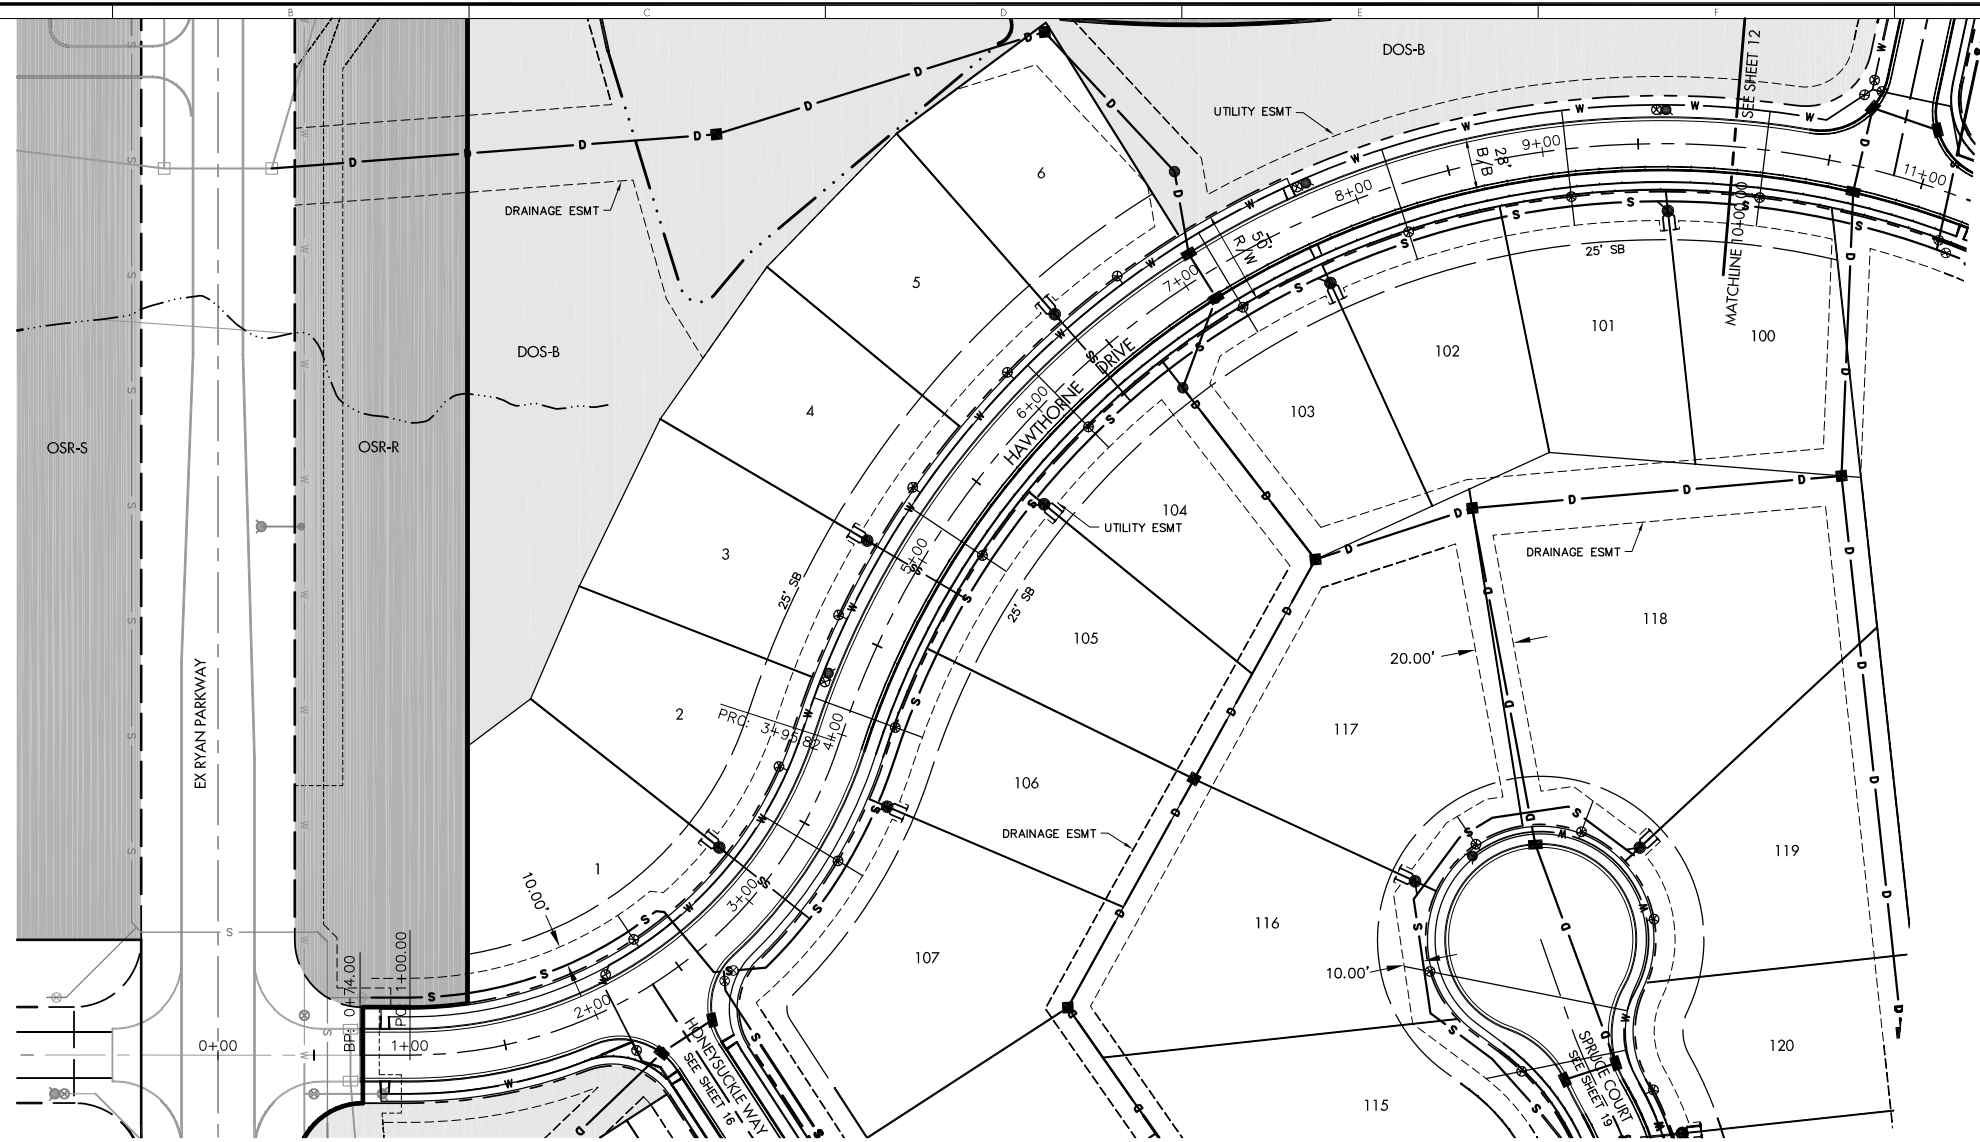 B
C
D
E
F
DOS-B
SEE SHEET 12
UTILITY ESMT
28'
B/B
9+00
11+00
6
8+00
MATCHLINE 10+00.00
DRAINAGE ESMT
50'
R/W
25' SB
5
7+00
101
100
102
DOS-B
HAWTHORNE DRIVE
4
6+00
103
OSR-S
OSR-R
104
UTILITY ESMT
3
5+00
DRAINAGE ESMT
25' SB
25' SB
118
105
20.00'
EX RYAN PARKWAY
2
PRC: 3+95.82
4+00
117
106
DRAINAGE ESMT
119
1
10.00'
3+00
116
107
10.00'
BP: 0+74.00
PC: 1+00.00
2+00
0+00
1+00
HONEYSUCKLE WAY
SEE SHEET 16
SPRUCE COURT
SEE SHEET 19
120
115